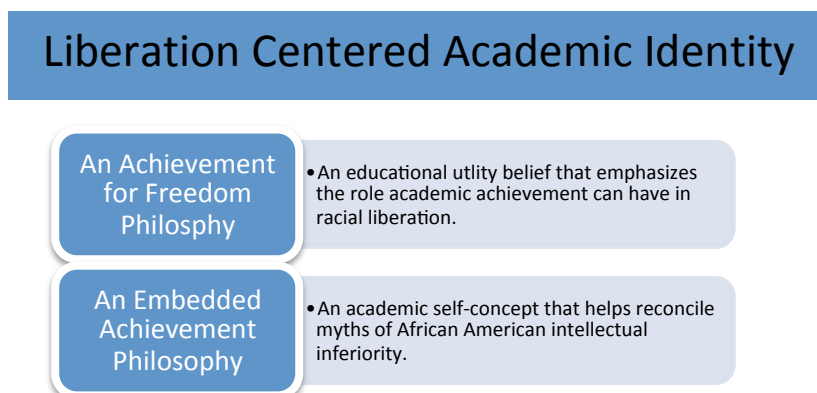 Liberation Centered Academic Identity
An Achievement
for Freedom
Philosphy
•An educational utlity belief that emphasizes
the role academic achievement can have in
racial liberation.
An Embedded
Achievement
Philosophy
•An academic self-concept that helps reconcile
myths of African American intellectual
inferiority.